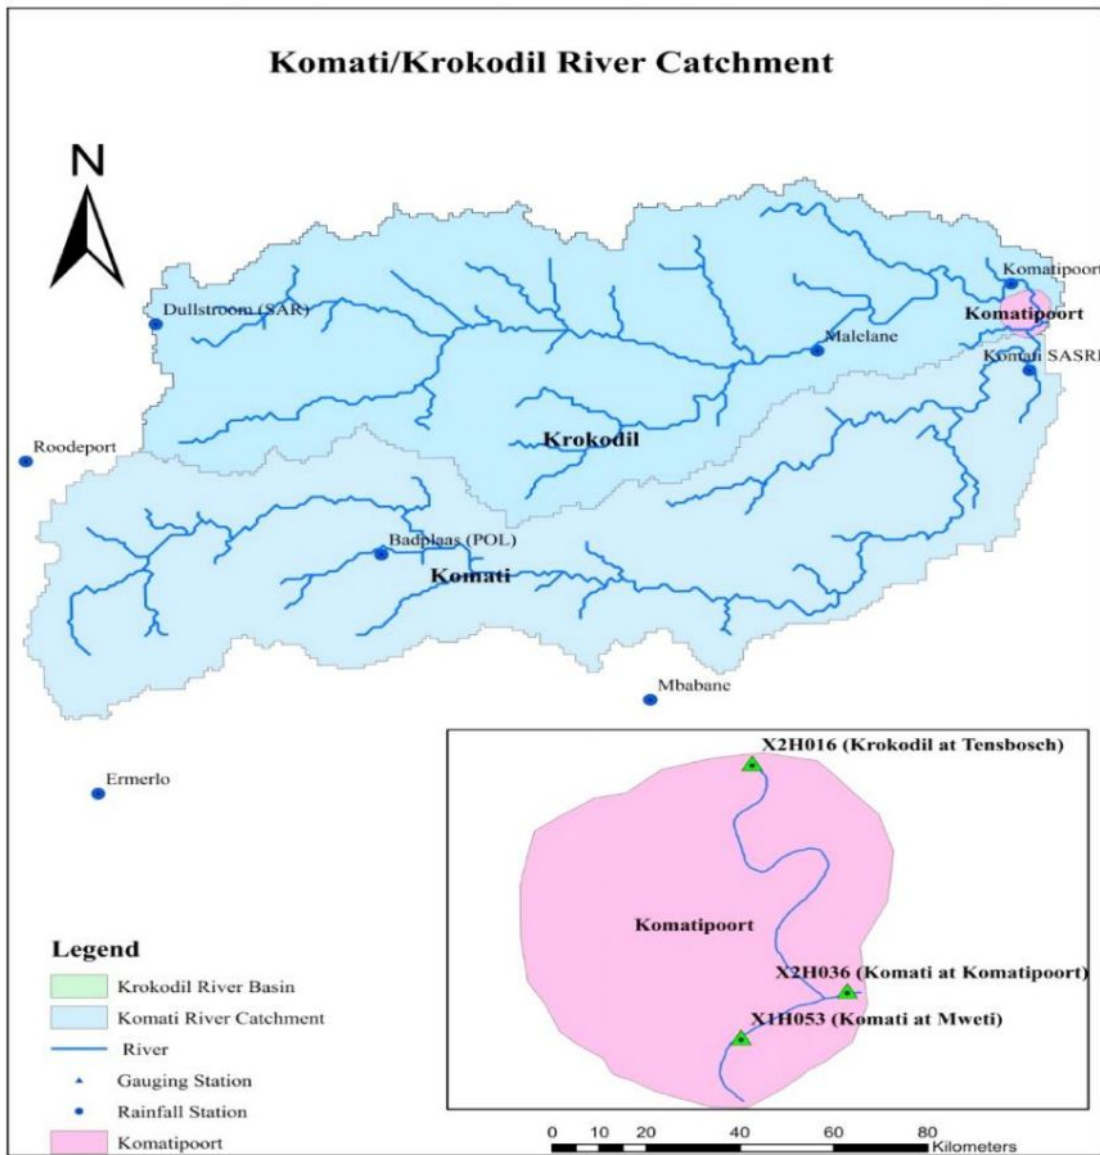 Komati/Krokodil River Catchment
N
Komatipoort
Dullstroom (SAR)
Komatipoort
Malelane
Komati SASRI
Krokodil
Roodeport
Badplaas (POL)
Komati
Mbabane
X2H016 (Krokodil at Tensbosch)
Ermerlo
Komatipoort
Legend
X2H036 (Komati at Komatipoort)
Krokodil River Basin
X1H053 (Komati at Mweti)
Komati River Catchment
River
Gauging Station
Rainfall Station
Komatipoort
0 10 20 40 60 80
Kilometers